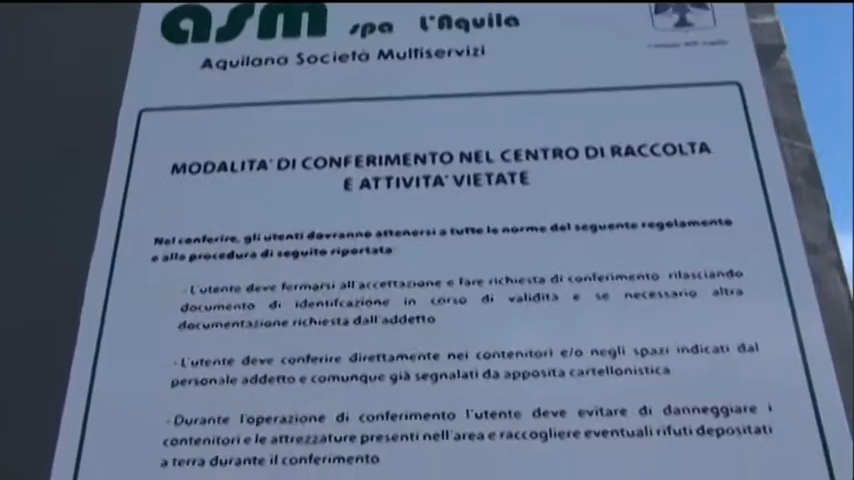 asm spa L'Aquila
Aquilana Società Multiservizi
MODALITA' DI CONFERIMENTO NEL CENTRO DI RACCOLTA
E ATTIVITA' VIETATE
Nel conferire, gli utenti dovranno attenersi a tutte le norme del seguente regolamento
e alla procedura di seguito riportata
- L'utente deve fermarsi all'accettazione e fare richiesta di conferimento rilasciando
documento di identifcazione in corso di validità e se necessario altra
documentazione richiesta dall'addetto
- L'utente deve conferire direttamente nei contenitori e/o negli spazi indicati dal
personale addetto e comunque già segnalati da apposita cartellonistica
- Durante l'operazione di conferimento l'utente deve evitare di danneggiare i
contenitori e le attrezzature presenti nell'area e raccogliere eventuali rifiuti depositati
a terra durante il conferimento